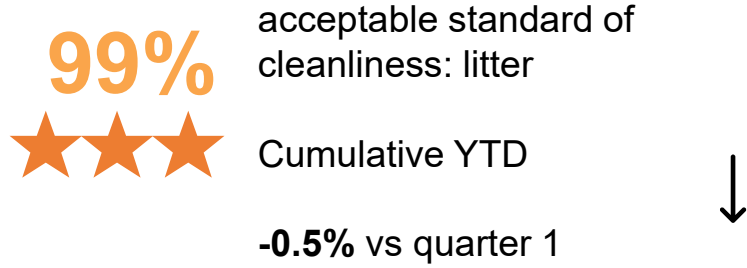 99%
acceptable standard of
cleanliness: litter
Cumulative YTD
-0.5% vs quarter 1